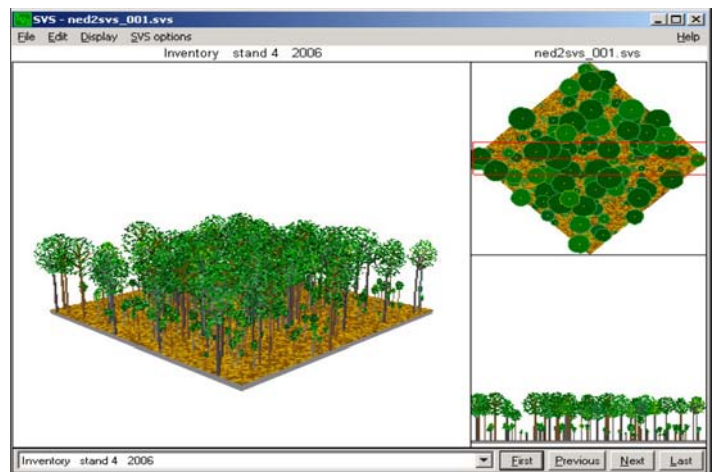 SVS - ned2svs_001.svs
File Edit Display SVS options Help
Inventory stand 4 2006
ned2svs_001.svs
Inventory stand 4 2006
First Previous Next Last